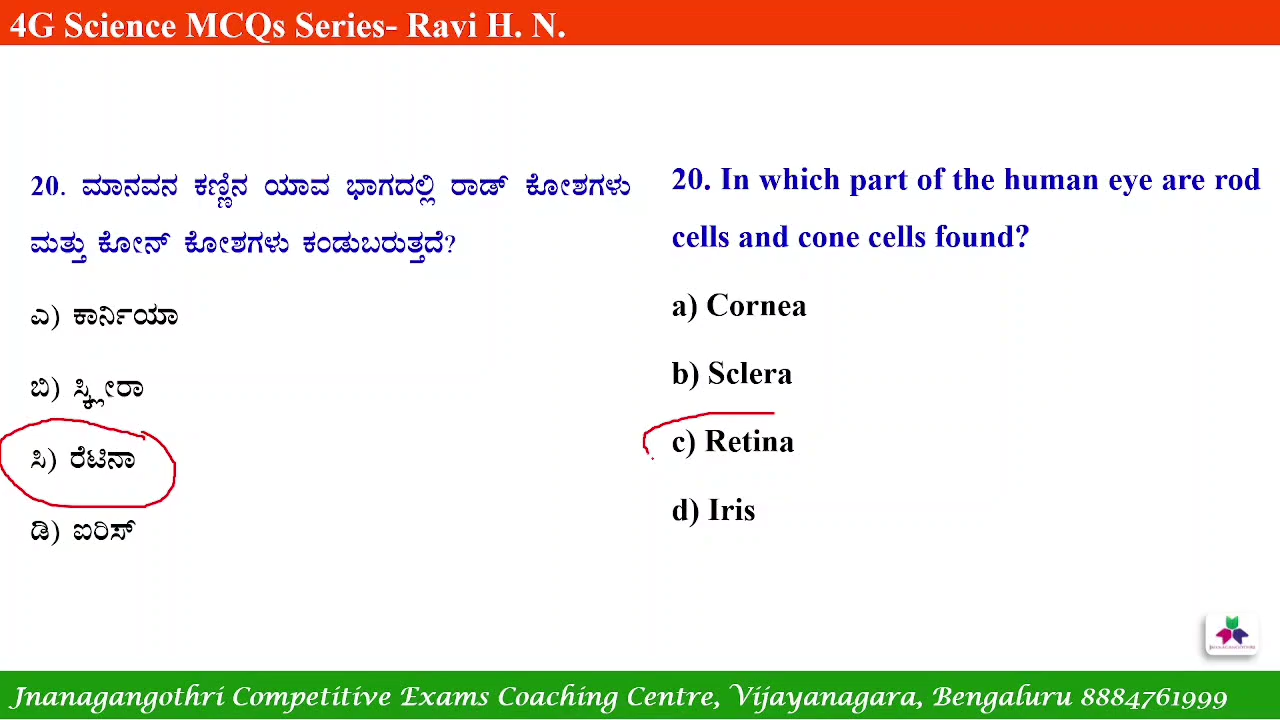 4G Science MCQs Series- Ravi H. N.
20. ಮಾನವನ ಕಣ್ಣಿನ ಯಾವ ಭಾಗದಲ್ಲಿ ರಾಡ್ ಕೋಶಗಳು
ಮತ್ತು ಕೋನ್ ಕೋಶಗಳು ಕಂಡುಬರುತ್ತದೆ?
ಎ) ಕಾರ್ನಿಯಾ
ಬಿ) ಸ್ಕ್ಲೀರಾ
ಸಿ) ರೆಟಿನಾ
ಡಿ) ಐರಿಸ್
20. In which part of the human eye are rod
cells and cone cells found?
a) Cornea
b) Sclera
c) Retina
d) Iris
JNANAGANGOTHRI
Jnanagangothri Competitive Exams Coaching Centre, Vijayanagara, Bengaluru 8884761999